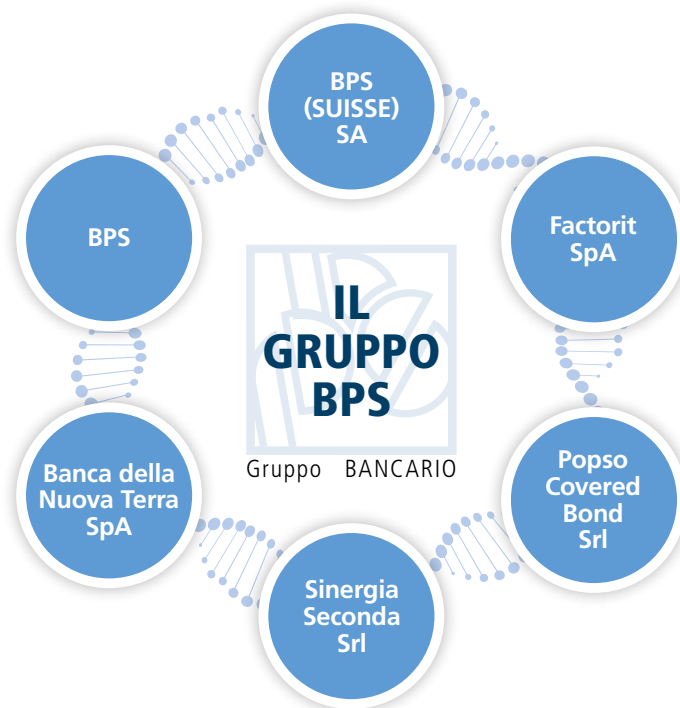 BPS
(SUISSE)
SA
BPS
Factorit
SpA
IL
GRUPPO
BPS
Gruppo BANCARIO
Banca della
Nuova Terra
SpA
Popso
Covered
Bond
Srl
Sinergia
Seconda
Srl